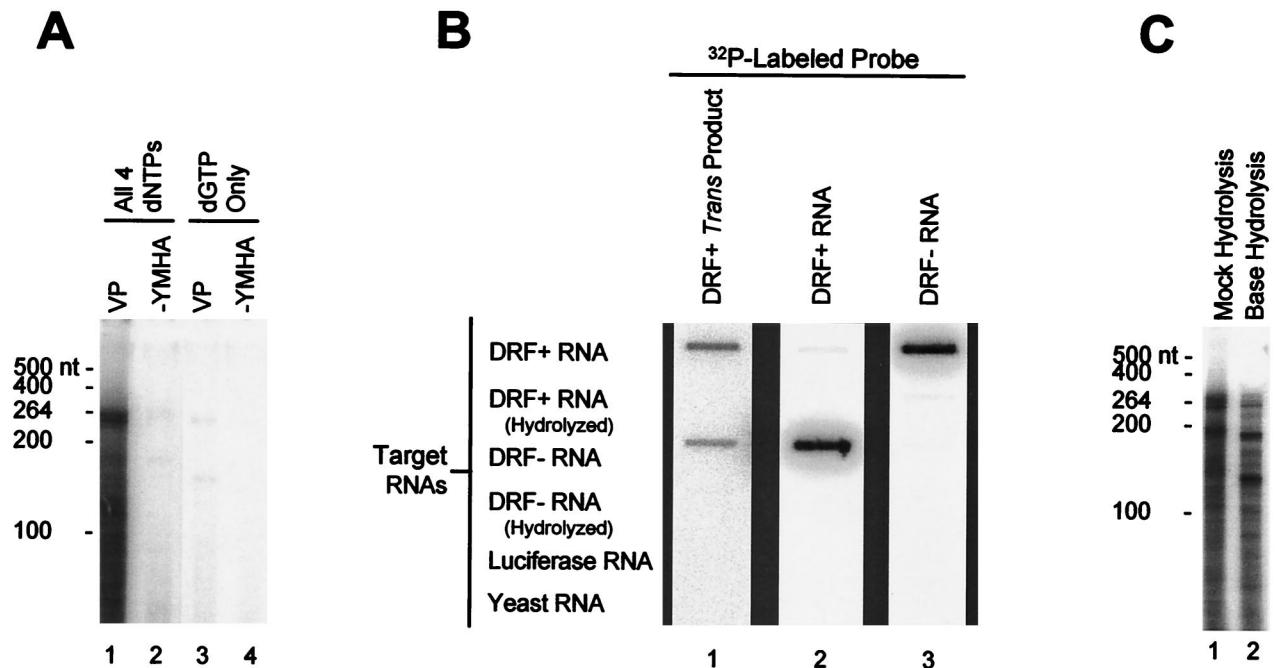 A
All 4
dNTPs
dGTP
Only
VP
-YMHA
VP
-YMHA
500 nt -
400 -
264 -
200 -
100 -
1 2 3 4
B
³²P-Labeled Probe
DRF+ Trans Product
DRF+ RNA
DRF- RNA
Target
RNAs
DRF+ RNA
DRF+ RNA
(Hydrolyzed)
DRF- RNA
DRF- RNA
(Hydrolyzed)
Luciferase RNA
Yeast RNA
1 2 3
C
Mock Hydrolysis
Base Hydrolysis
500 nt -
400 -
264 -
200 -
100 -
1 2